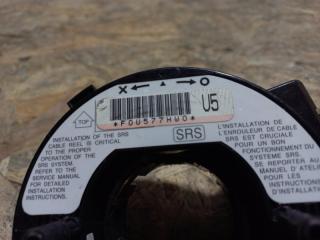 TOP
*FDU577HWO*
U5
SRS
INSTALLATION OF THE SRS
CABLE REEL IS CRITICAL
TO THE PROPER
OPERATION OF THE
SRS SYSTEM.
REFER TO THE
SERVICE MANUAL
FOR DETAILED
INSTALLATION
INSTRUCTIONS.
L'INSTALLATION DE
L'ENROULEUR DE CABLE
SRS EST CRUCIALE
POUR UN BON
FONCTIONNEMENT DU
SYSTEME SRS.
SE REPORTER AU
MANUEL D'ATELIER
POUR LES
INSTRUCTIONS
D'INSTALLATION